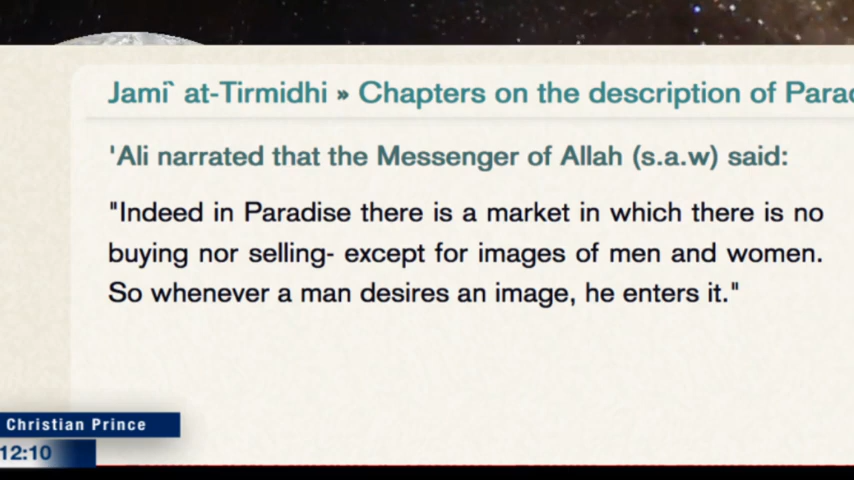 Jami` at-Tirmidhi » Chapters on the description of
'Ali narrated that the Messenger of Allah (s.a.w) said:
"Indeed in Paradise there is a market in which there is no
buying nor selling- except for images of men and women.
So whenever a man desires an image, he enters it."
Christian Prince
12:10